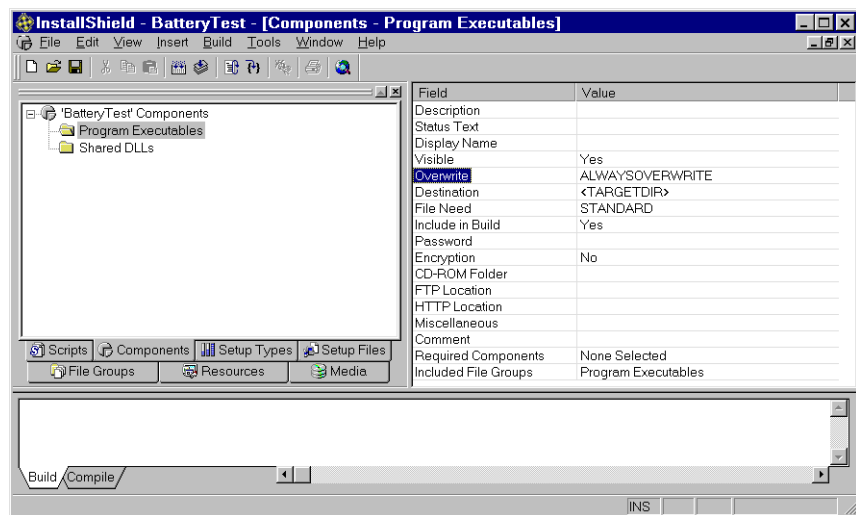 InstallShield - BatteryTest - [Components - Program Executables]
File Edit View Insert Build Tools Window Help
'BatteryTest' Components
Program Executables
Shared DLLs
Scripts Components Setup Types Setup Files
File Groups Resources Media
Field Value
Description
Status Text
Display Name
Visible Yes
Overwrite ALWAYSOVERWRITE
Destination <TARGETDIR>
File Need STANDARD
Include in Build Yes
Password
Encryption No
CD-ROM Folder
FTP Location
HTTP Location
Miscellaneous
Comment
Required Components None Selected
Included File Groups Program Executables
Build Compile
INS